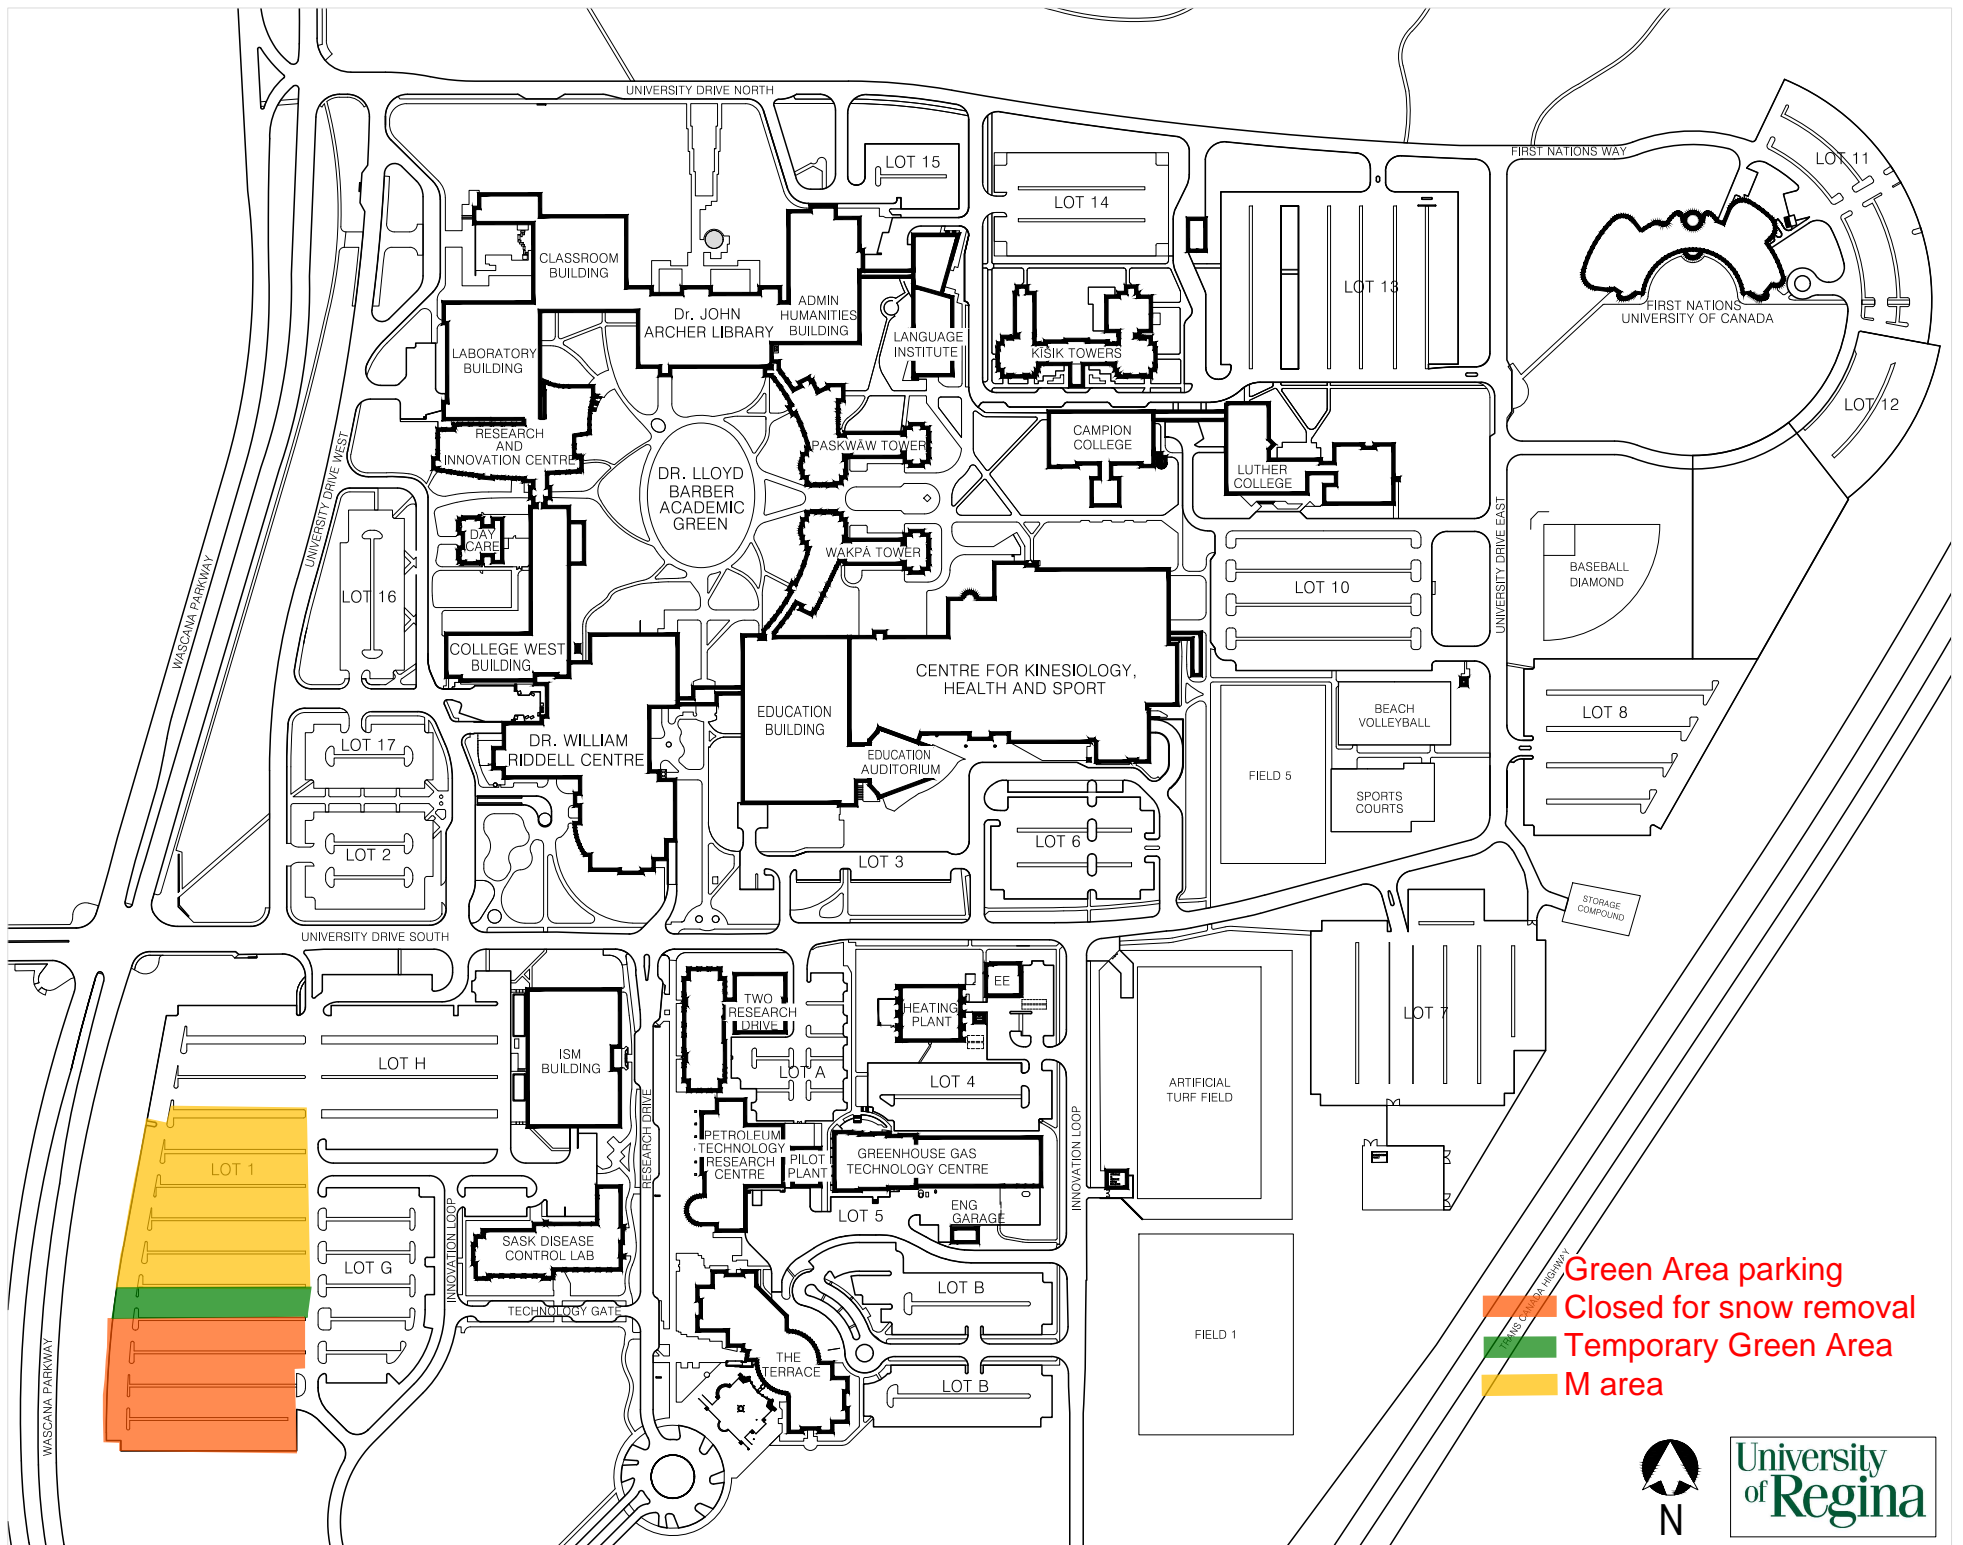 UNIVERSITY DRIVE NORTH
FIRST NATIONS WAY
LOT 15
LOT 11
LOT 14
CLASSROOM
BUILDING
LOT 13
ADMIN
HUMANITIES
BUILDING
Dr. JOHN
ARCHER LIBRARY
FIRST NATIONS
UNIVERSITY OF CANADA
LANGUAGE
INSTITUTE
KĪSIK TOWERS
LABORATORY
BUILDING
LOT 12
RESEARCH
AND
INNOVATION CENTRE
PASKWĀW TOWER
CAMPION
COLLEGE
LUTHER
COLLEGE
DR. LLOYD
BARBER
ACADEMIC
GREEN
UNIVERSITY DRIVE WEST
UNIVERSITY DRIVE EAST
DAY
CARE
WAKPÁ TOWER
BASEBALL
DIAMOND
LOT 10
LOT 16
WASCANA PARKWAY
COLLEGE WEST
BUILDING
CENTRE FOR KINESIOLOGY,
HEALTH AND SPORT
EDUCATION
BUILDING
BEACH
VOLLEYBALL
LOT 8
LOT 17
DR. WILLIAM
RIDDELL CENTRE
EDUCATION
AUDITORIUM
FIELD 5
SPORTS
COURTS
LOT 2
LOT 3
LOT 6
STORAGE
COMPOUND
UNIVERSITY DRIVE SOUTH
TWO
RESEARCH
DRIVE
EE
HEATING
PLANT
LOT 7
LOT H
ISM
BUILDING
LOT A
LOT 4
ARTIFICIAL
TURF FIELD
RESEARCH DRIVE
INNOVATION LOOP
PETROLEUM
TECHNOLOGY
RESEARCH
CENTRE
PILOT
PLANT
GREENHOUSE GAS
TECHNOLOGY CENTRE
LOT 1
LOT 5
ENG
GARAGE
INNOVATION LOOP
SASK DISEASE
CONTROL LAB
LOT G
TECHNOLOGY GATE
LOT B
FIELD 1
THE
TERRACE
LOT B
WASCANA PARKWAY
TRANS CANADA HIGHWAY
Green Area parking
Closed for snow removal
Temporary Green Area
M area
N
University
of Regina